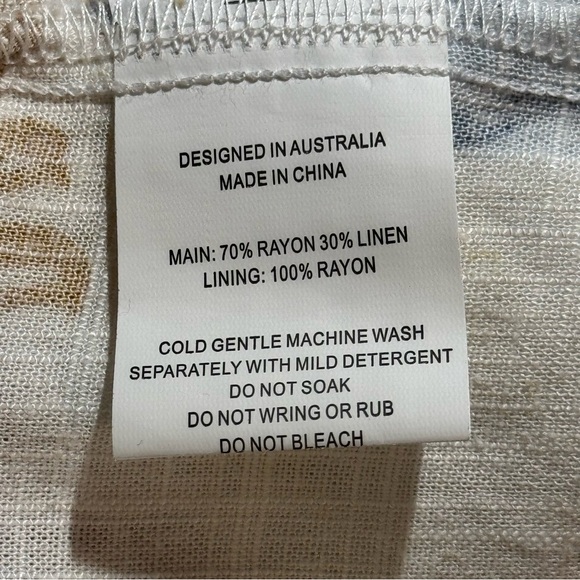 DESIGNED IN AUSTRALIA
MADE IN CHINA
MAIN: 70% RAYON 30% LINEN
LINING: 100% RAYON
COLD GENTLE MACHINE WASH
SEPARATELY WITH MILD DETERGENT
DO NOT SOAK
DO NOT WRING OR RUB
DO NOT BLEACH